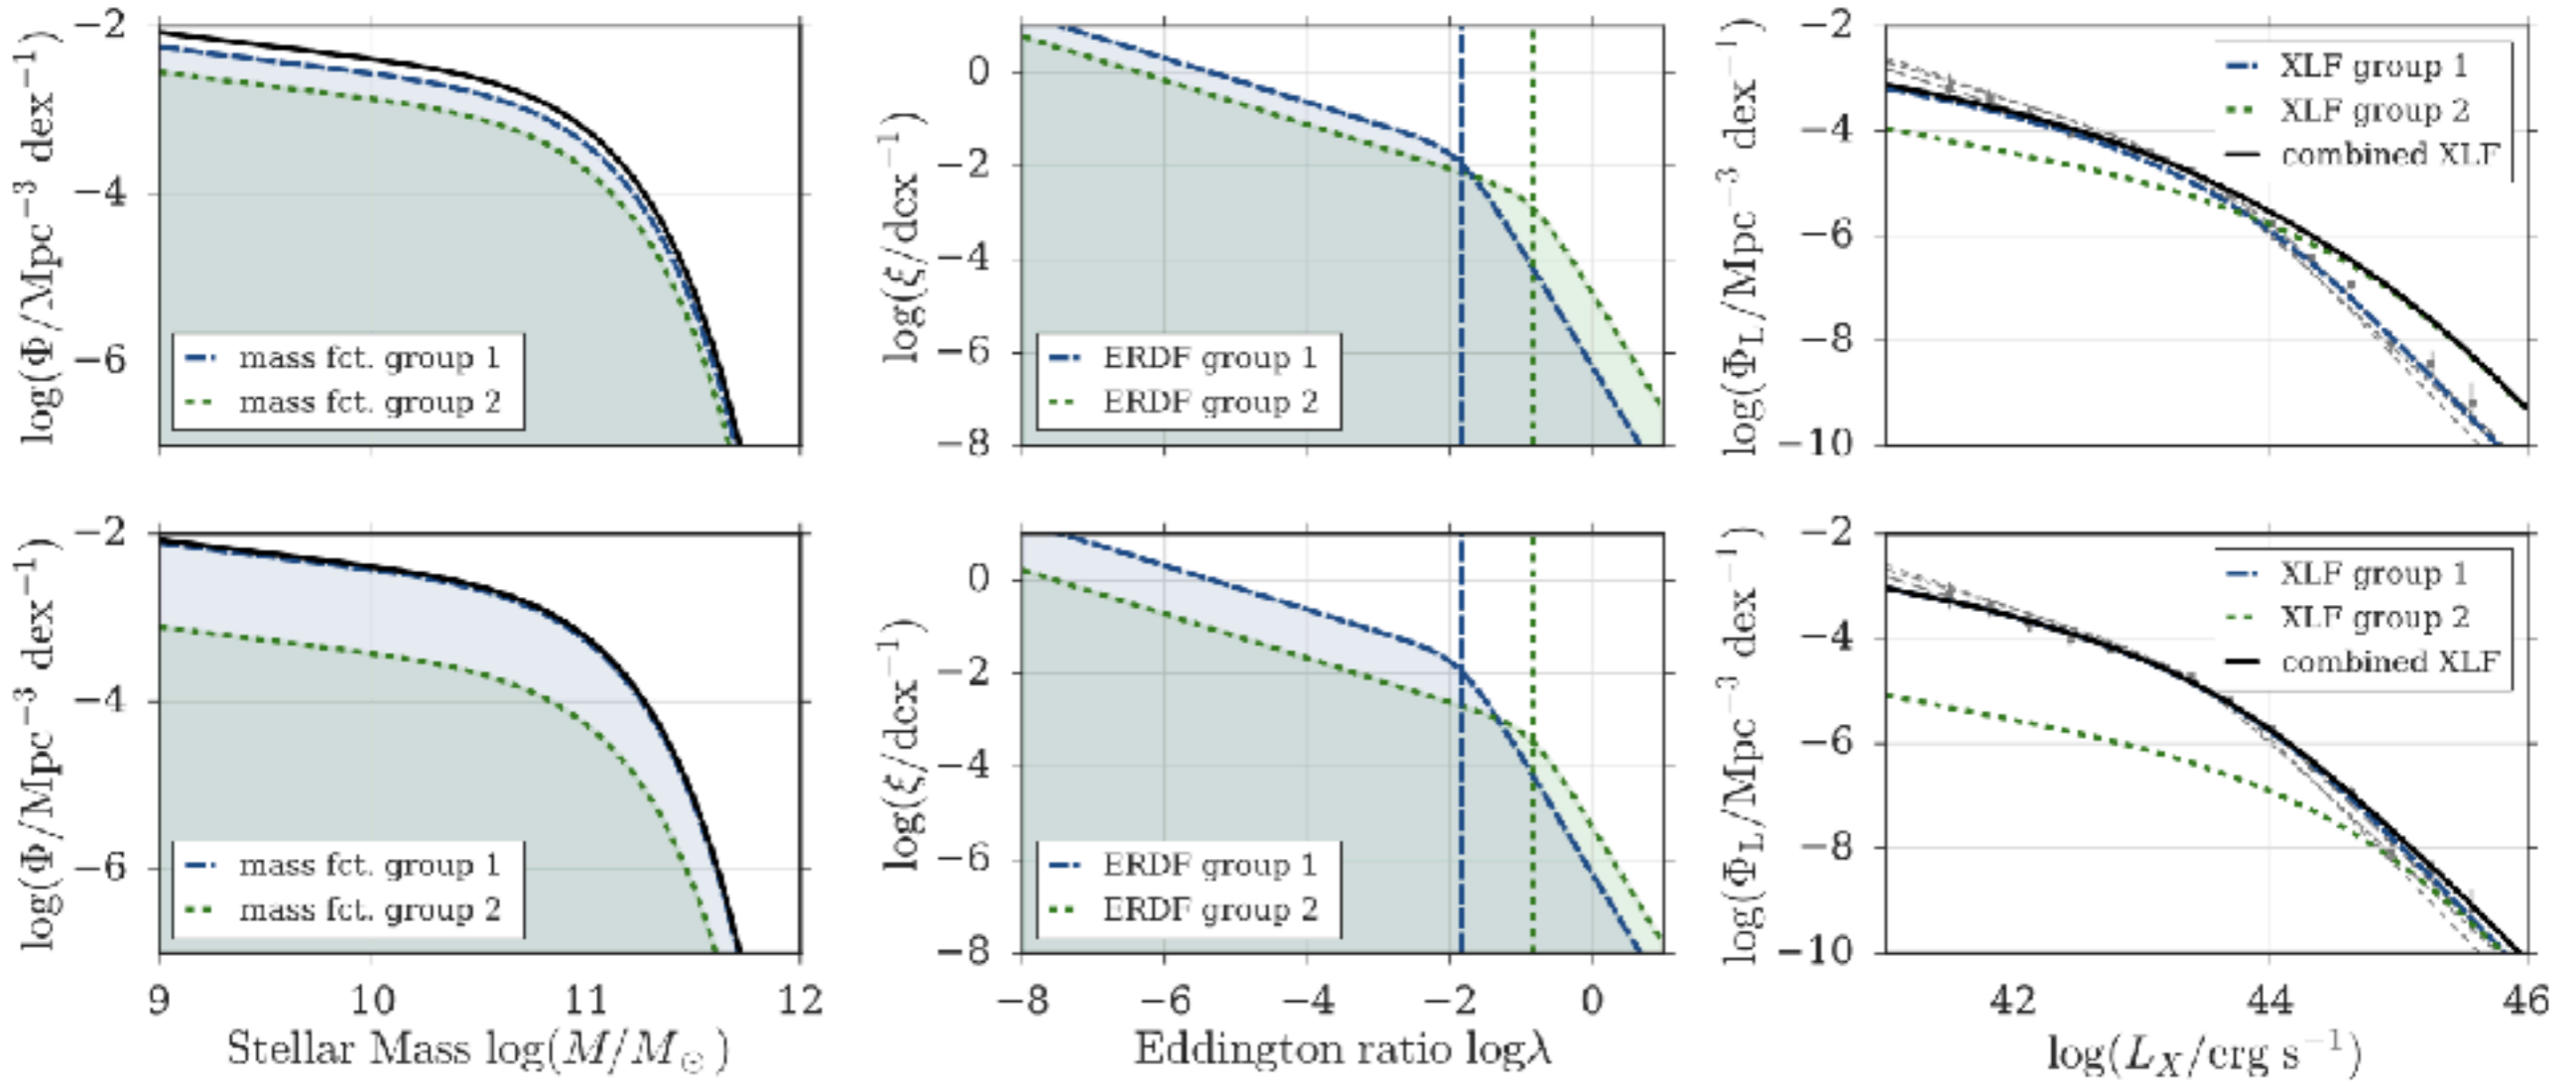 −2
−4
−6
log(Φ/Mpc⁻³ dex⁻¹)
mass fct. group 1
mass fct. group 2
0
−2
−4
−6
−8
log(ξ/dex⁻¹)
ERDF group 1
ERDF group 2
−2
−4
−6
−8
−10
log(Φ_L/Mpc⁻³ dex⁻¹)
XLF group 1
XLF group 2
combined XLF
−2
−4
−6
log(Φ/Mpc⁻³ dex⁻¹)
mass fct. group 1
mass fct. group 2
9 10 11 12
Stellar Mass log(M/M☉)
0
−2
−4
−6
−8
log(ξ/dex⁻¹)
ERDF group 1
ERDF group 2
−8 −6 −4 −2 0
Eddington ratio logλ
−2
−4
−6
−8
−10
log(Φ_L/Mpc⁻³ dex⁻¹)
XLF group 1
XLF group 2
combined XLF
42 44 46
log(L_X/erg s⁻¹)